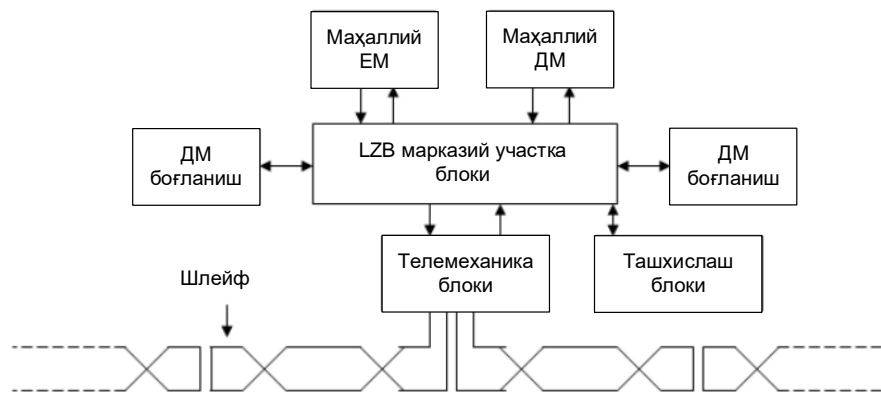 Маҳаллий
ЕМ
Маҳаллий
ДМ
ДМ
боғланиш
LZB марказий участка
блоки
ДМ
боғланиш
Телемеханика
блоки
Ташхислаш
блоки
Шлейф